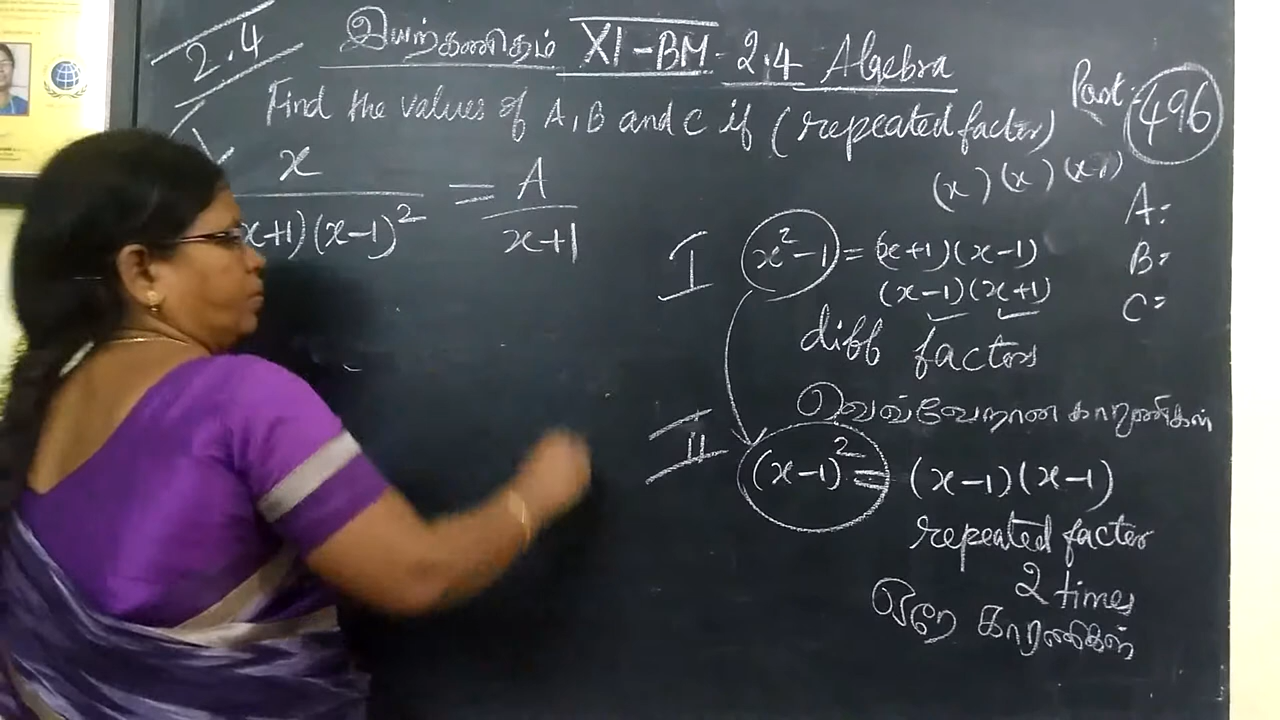 2.4 இயற்கணிதம் XI-BM-2.4 Algebra
Find the values of A, B and C if (repeated factor) Part: 496
x / (x+1)(x-1)² = A / x+1
(x) (x) (x+1)
A:
B=
C=
I x²-1 = (x+1)(x-1)
(x-1)(x+1)
diff factors
வெவ்வேறான காரணிகள்
II (x-1)² = (x-1)(x-1)
repeated factor
2 times
ஒரே காரணிகள்